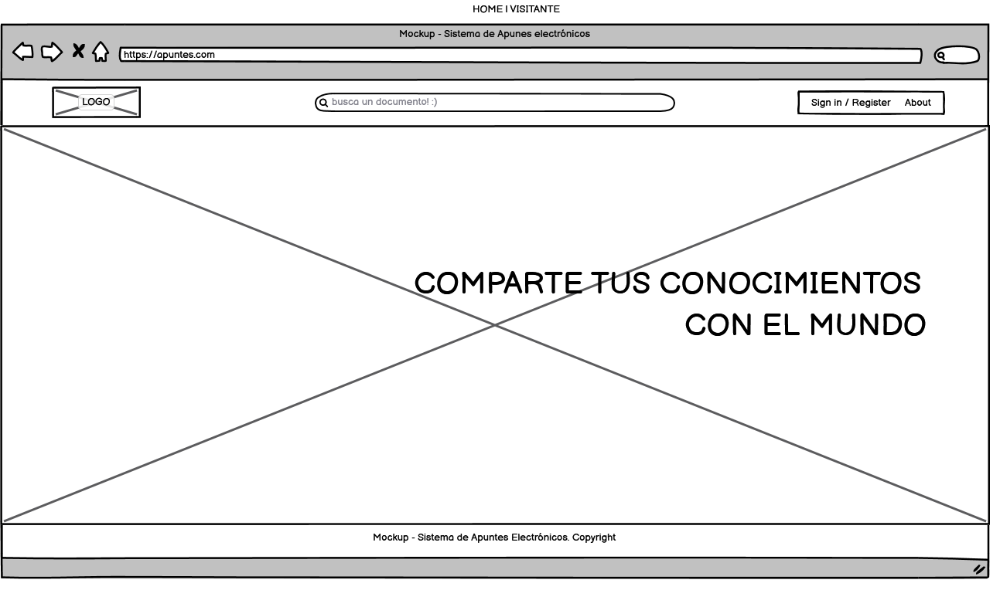 HOME | VISITANTE
Mockup - Sistema de Apunes electrónicos
https://apuntes.com
LOGO
busca un documento! :)
Sign in / Register About
COMPARTE TUS CONOCIMIENTOS
CON EL MUNDO
Mockup - Sistema de Apuntes Electrónicos. Copyright